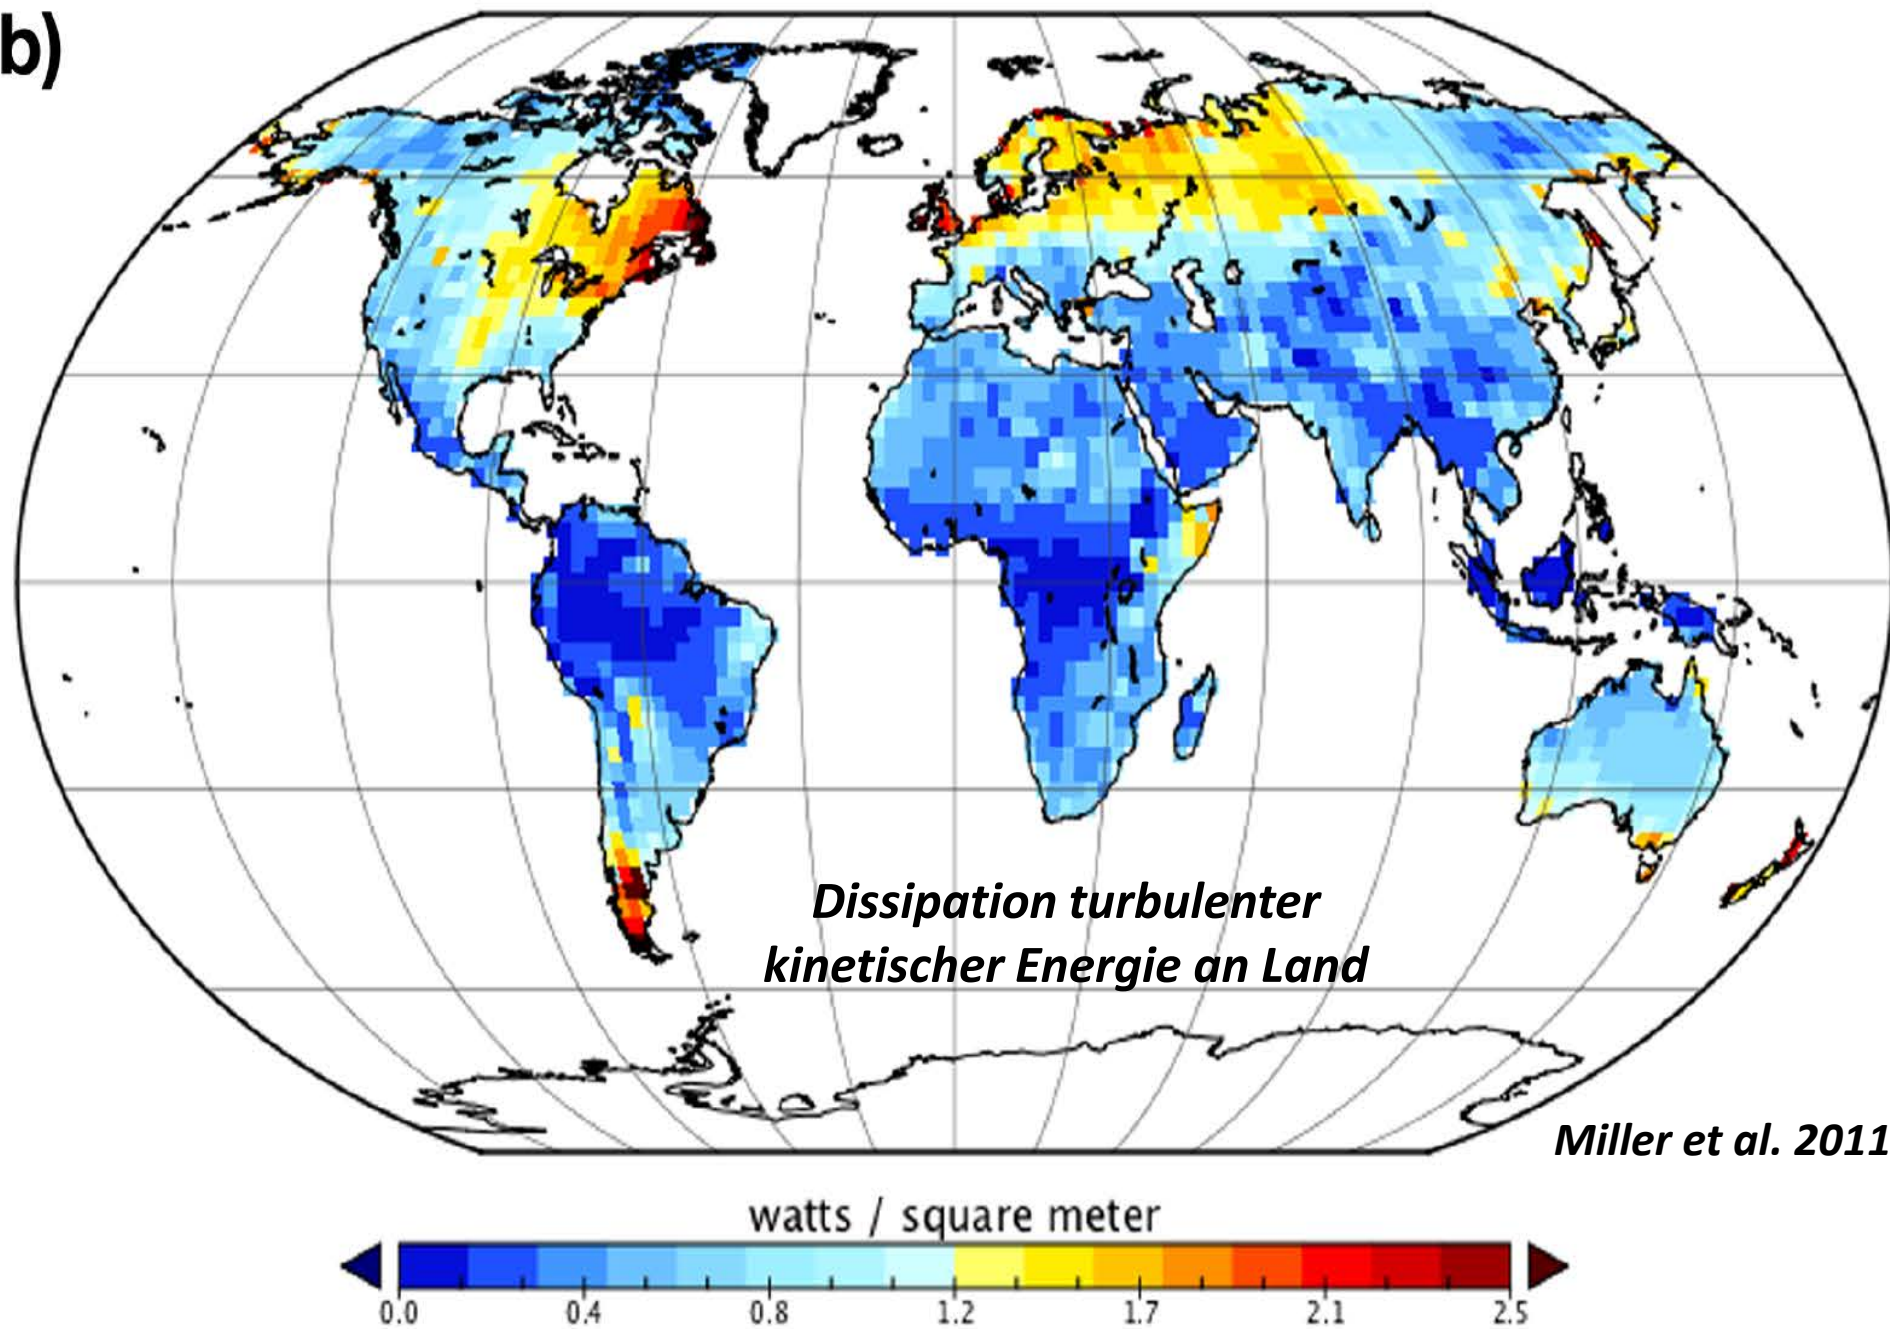 b)
Dissipation turbulenter
kinetischer Energie an Land
Miller et al. 2011
watts / square meter
0.0 0.4 0.8 1.2 1.7 2.1 2.5